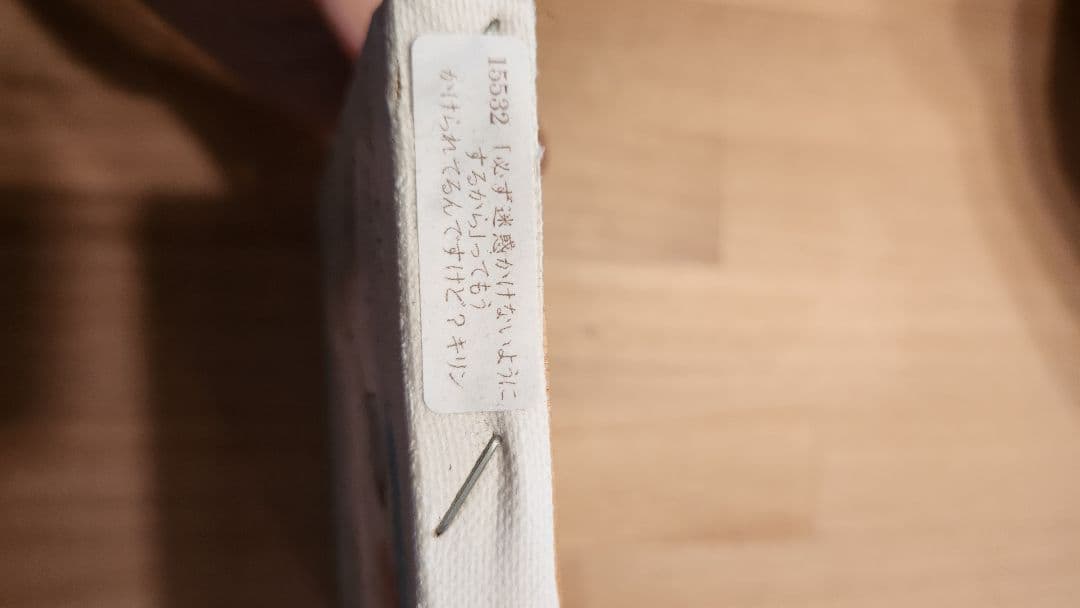 15532 「必ず迷惑かけないように
するから」ってもう
かけられてるんですけど？キリン